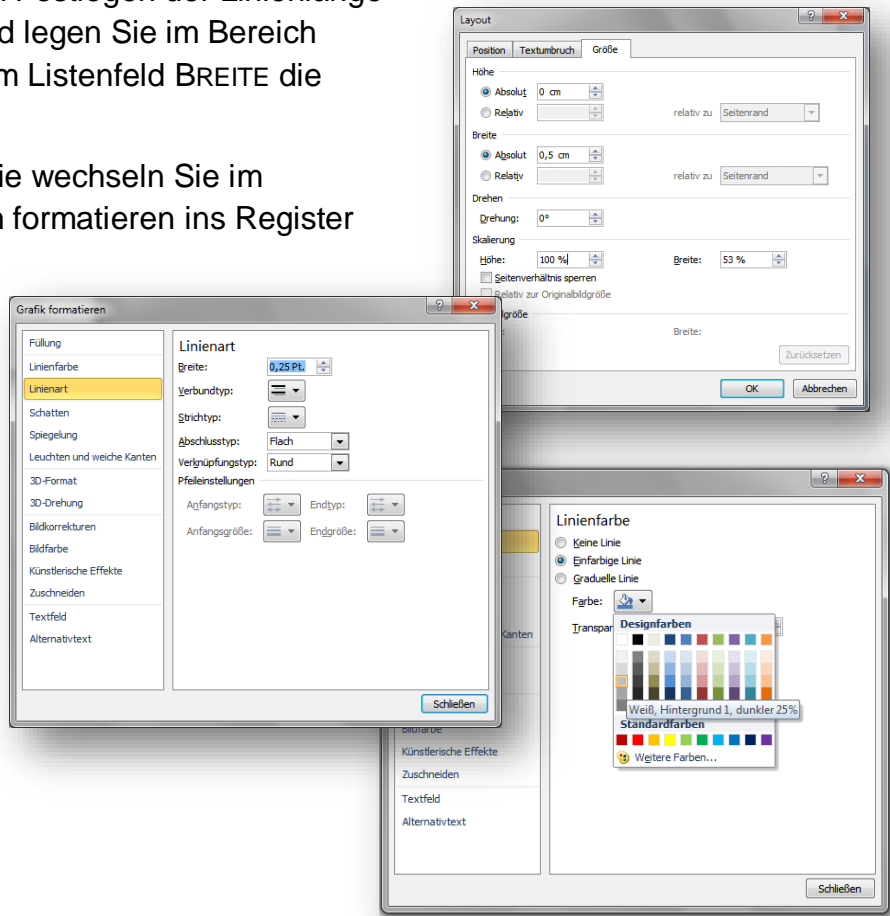 Festlegen der Linienlänge
legen Sie im Bereich
Listenfeld BREITE die
wechseln Sie im
formatieren ins Register
Layout
Position Textumbruch Größe
Höhe
Absolut 0 cm
Relativ relativ zu Seitenrand
Breite
Absolut 0,5 cm
Relativ relativ zu Seitenrand
Drehen
Drehung: 0°
Skalierung
Höhe: 100 % Breite: 53 %
Seitenverhältnis sperren
Relativ zur Originalbildgröße
Breite:
Zurücksetzen
OK Abbrechen
Grafik formatieren
Füllung
Linienfarbe
Linienart
Schatten
Spiegelung
Leuchten und weiche Kanten
3D-Format
3D-Drehung
Bildkorrekturen
Bildfarbe
Künstlerische Effekte
Zuschneiden
Textfeld
Alternativtext
Linienart
Breite: 0,25 Pt.
Verbundtyp:
Strichtyp:
Abschlusstyp: Flach
Verknüpfungstyp: Rund
Pfeileinstellungen
Anfangstyp: Endtyp:
Anfangsgröße: Endgröße:
Schließen
Kanten
Bildfarbe
Künstlerische Effekte
Zuschneiden
Textfeld
Alternativtext
Linienfarbe
Keine Linie
Einfarbige Linie
Graduelle Linie
Farbe:
Transpar
Designfarben
Weiß, Hintergrund 1, dunkler 25%
Standardfarben
Weitere Farben...
Schließen